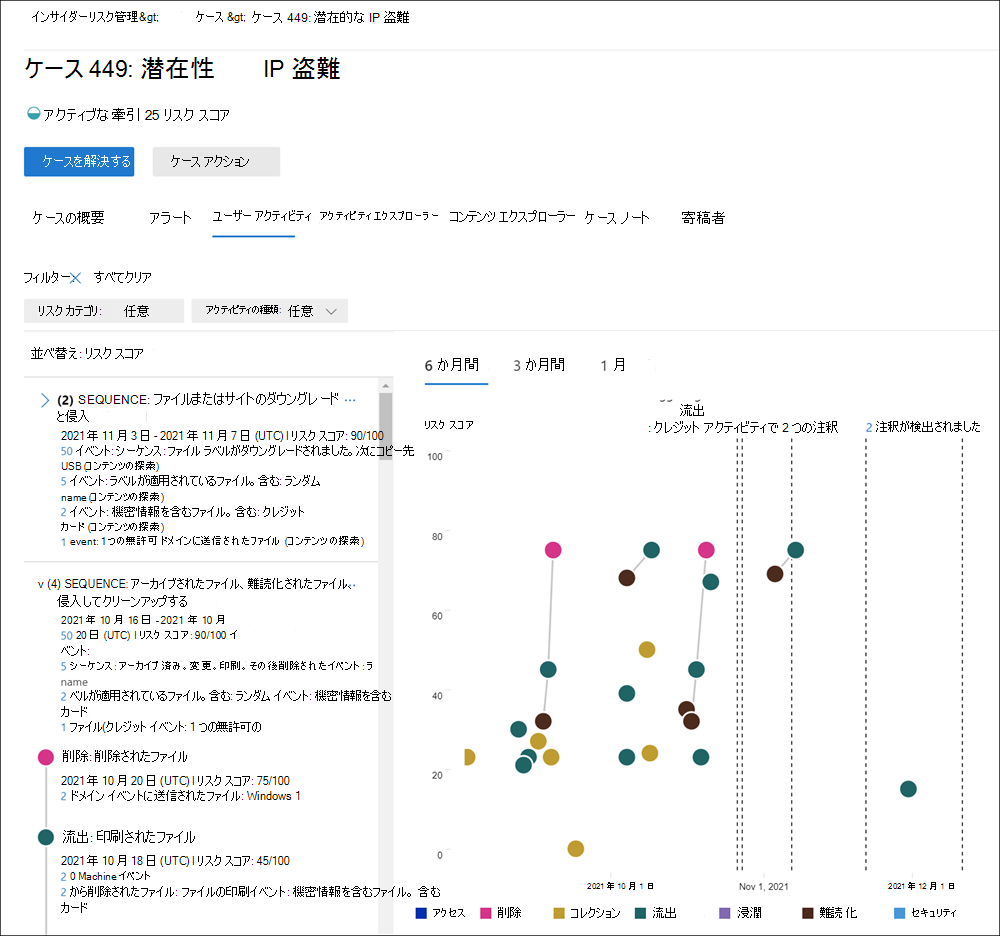 インサイダーリスク管理&gt; ケース &gt; ケース 449: 潜在的な IP 盗難
ケース 449: 潜在性 IP 盗難
アクティブな 牽引 25 リスク スコア
ケースを解決する ケース アクション
ケースの概要 アラート ユーザー アクティビティ アクティビティ エクスプローラー コンテンツ エクスプローラー ケース ノート 寄稿者
フィルター すべてクリア
リスク カテゴリ: 任意 アクティビティの種類: 任意
並べ替え: リスク スコア
(2) SEQUENCE: ファイルまたはサイトのダウングレード ...
と侵入
2021 年 11 月 3 日 - 2021 年 11 月 7 日 (UTC) | リスク スコア: 90/100
50 イベント: シーケンス: ファイル ラベルがダウングレードされました。次にコピー先
USB (コンテンツの探索)
5 イベント: ラベルが適用されているファイル。含む: ランダム
name (コンテンツの探索)
2 イベント: 機密情報を含むファイル。含む: クレジット
カード (コンテンツの探索)
1 event: 1 つの無許可ドメインに送信されたファイル (コンテンツの探索)
v (4) SEQUENCE: アーカイブされたファイル、難読化されたファイル、
侵入してクリーンアップする
2021 年 10 月 16 日 - 2021 年 10 月
50 20 日 (UTC) | リスク スコア: 90/100 イ
ベント:
5 シーケンス: アーカイブ済み。変更。印刷。その後削除されたイベント: ラ
name
2 ベルが適用されているファイル。含む: ランダム イベント: 機密情報を含む
カード
1 ファイル(クレジット イベント: 1 つの無許可の
削除: 削除されたファイル
2021 年 10 月 20 日 (UTC) | リスク スコア: 75/100
2 ドメイン イベントに送信されたファイル: Windows 1
流出: 印刷されたファイル
2021 年 10 月 18 日 (UTC) | リスク スコア: 45/100
2 0 Machine イベント
2 から削除されたファイル: ファイルの印刷イベント: 機密情報を含むファイル。含む
カード
6 か月間 3 か月間 1 月
リスク スコア
流出
: クレジット アクティビティで 2 つの注釈 2 注釈が検出されました
100
80
60
40
20
0
2021 年 10 月 1 日 Nov 1, 2021 2021 年 12 月 1 日
アクセス 削除 コレクション 流出 浸潤 難読化 セキュリティ